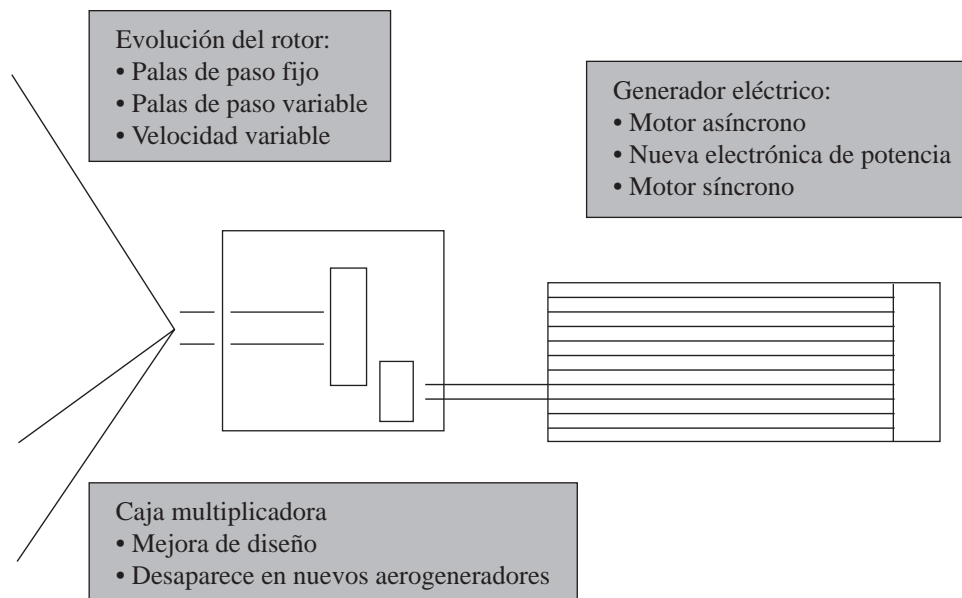 Evolución del rotor:
• Palas de paso fijo
• Palas de paso variable
• Velocidad variable
Generador eléctrico:
• Motor asíncrono
• Nueva electrónica de potencia
• Motor síncrono
Caja multiplicadora
• Mejora de diseño
• Desaparece en nuevos aerogeneradores